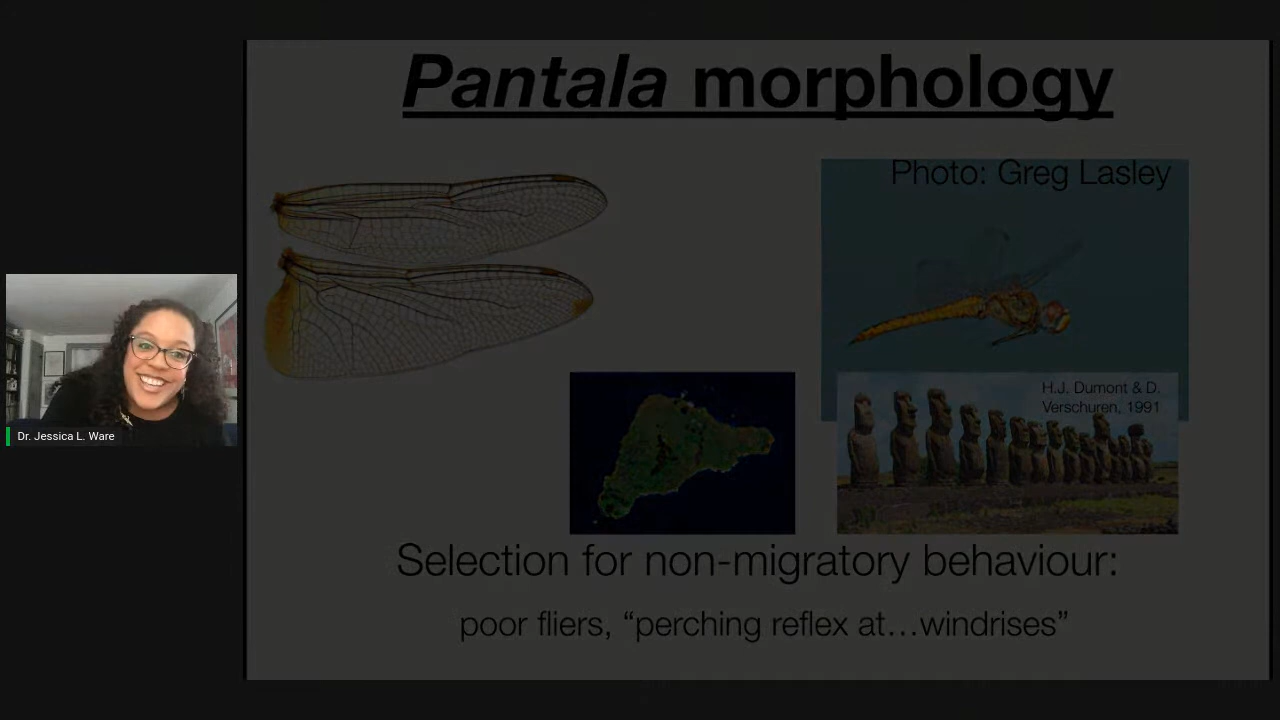 Pantala morphology
Photo: Greg Lasley
Dr. Jessica L. Ware
H.J. Dumont & D.
Verschuren, 1991
Selection for non-migratory behaviour:
poor fliers, “perching reflex at…windrises”